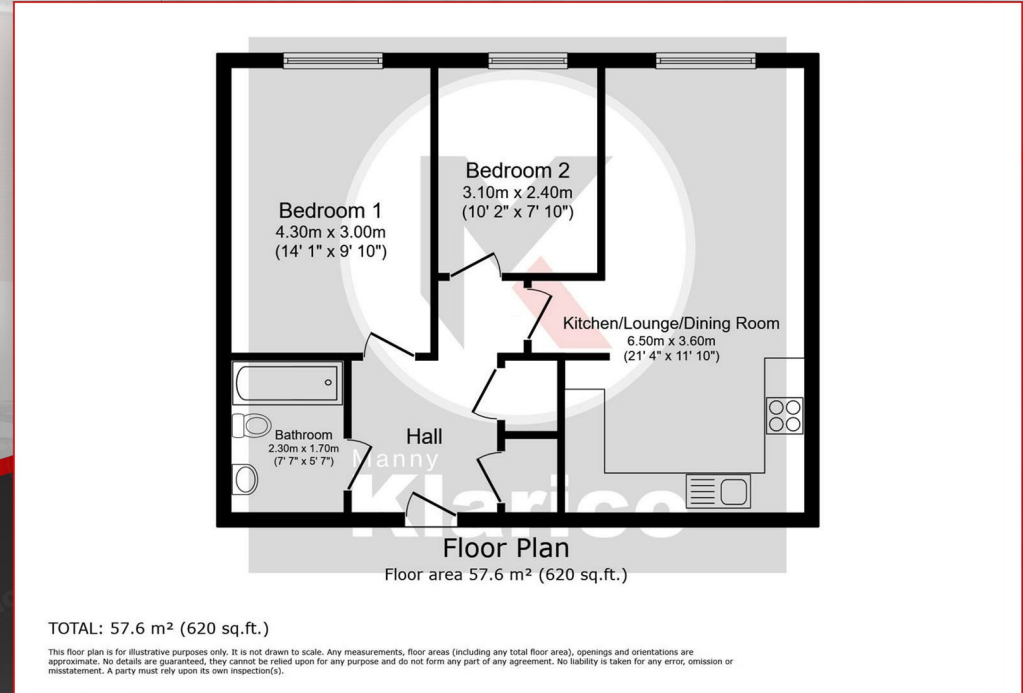 Bedroom 1
4.30m x 3.00m
(14' 1" x 9' 10")
Bedroom 2
3.10m x 2.40m
(10' 2" x 7' 10")
Kitchen/Lounge/Dining Room
6.50m x 3.60m
(21' 4" x 11' 10")
Bathroom
2.30m x 1.70m
(7' 7" x 5' 7")
Hall
Manny
Klarico
Floor Plan
Floor area 57.6 m² (620 sq.ft.)
TOTAL: 57.6 m² (620 sq.ft.)
This floor plan is for illustrative purposes only. It is not drawn to scale. Any measurements, floor areas (including any total floor area), openings and orientations are
approximate. No details are guaranteed, they cannot be relied upon for any purpose and do not form any part of any agreement. No liability is taken for any error, omission or
misstatement. A party must rely upon its own inspection(s).